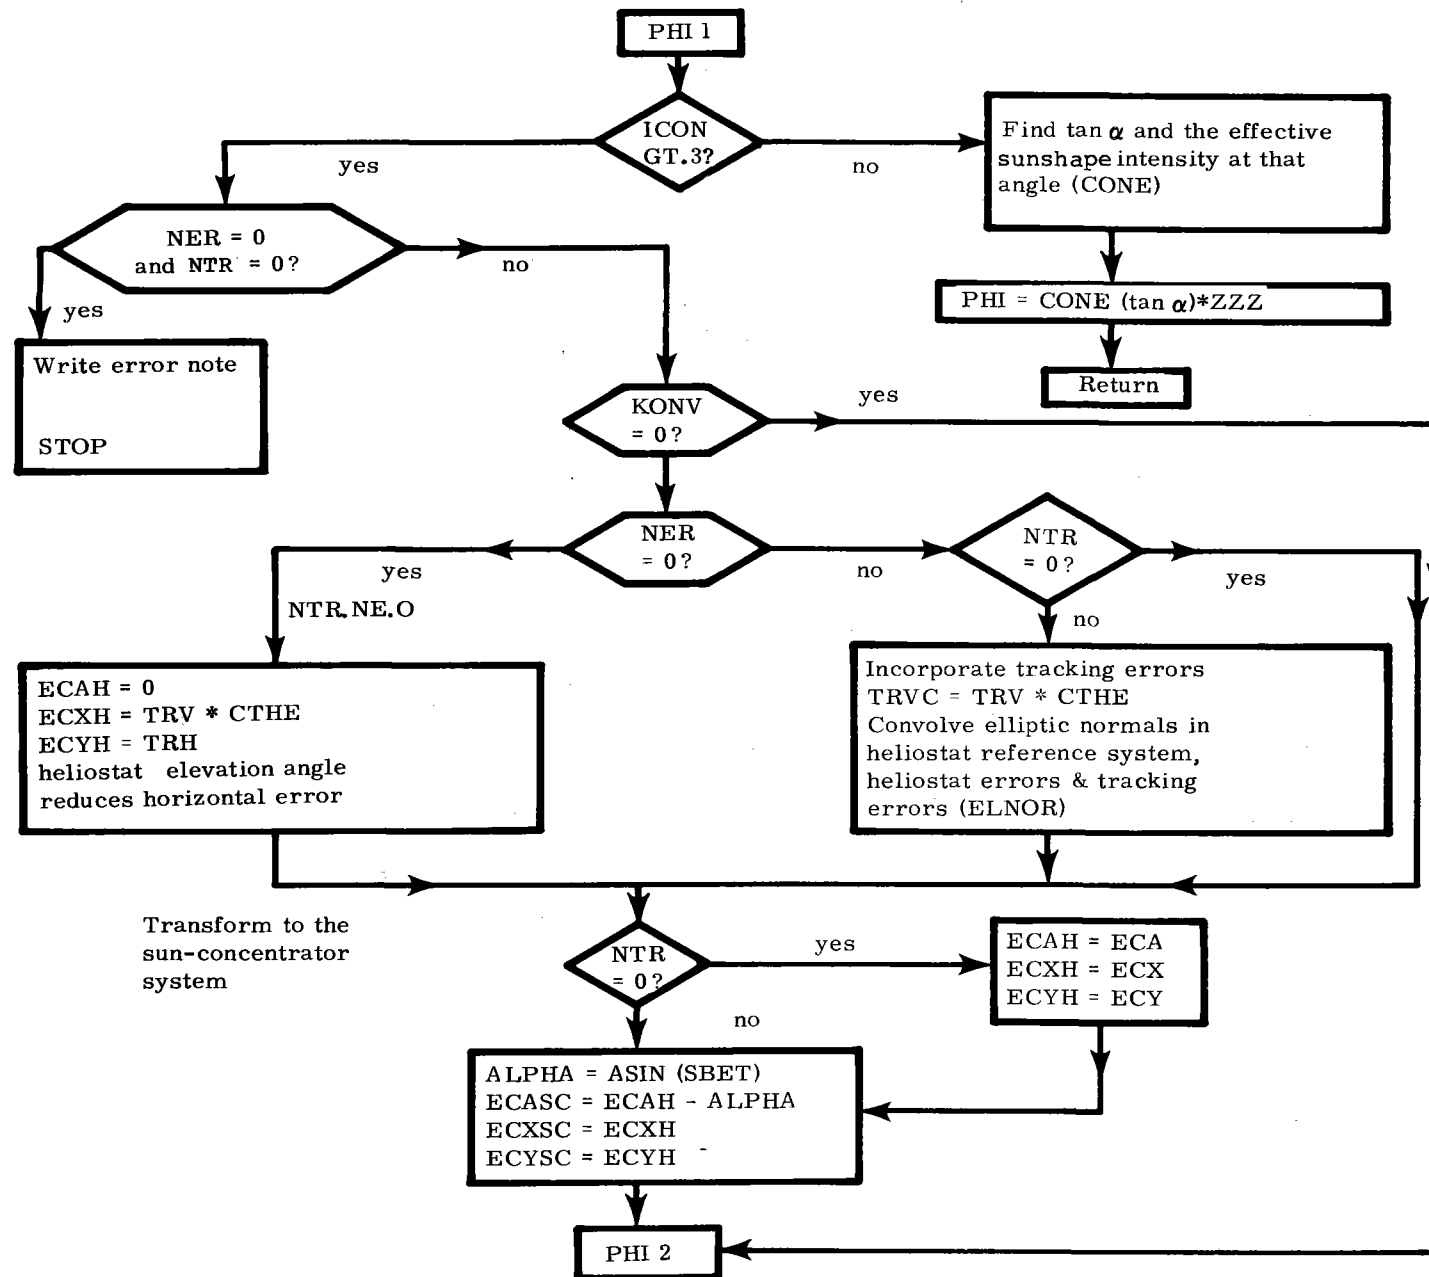 PHI 1
ICON
GT.3?
yes
no
Find tan α and the effective
sunshape intensity at that
angle (CONE)
NER = 0
and NTR = 0?
no
yes
PHI = CONE (tan α)*ZZZ
Return
Write error note
STOP
KONV
= 0?
yes
NER
= 0?
yes
no
NTR
= 0?
yes
no
NTR.NE.O
ECAH = 0
ECXH = TRV * CTHE
ECYH = TRH
heliostat elevation angle
reduces horizontal error
Incorporate tracking errors
TRVC = TRV * CTHE
Convolve elliptic normals in
heliostat reference system,
heliostat errors & tracking
errors (ELNOR)
Transform to the
sun-concentrator
system
NTR
= 0?
yes
no
ECAH = ECA
ECXH = ECX
ECYH = ECY
ALPHA = ASIN (SBET)
ECASC = ECAH - ALPHA
ECXSC = ECXH
ECYSC = ECYH
PHI 2